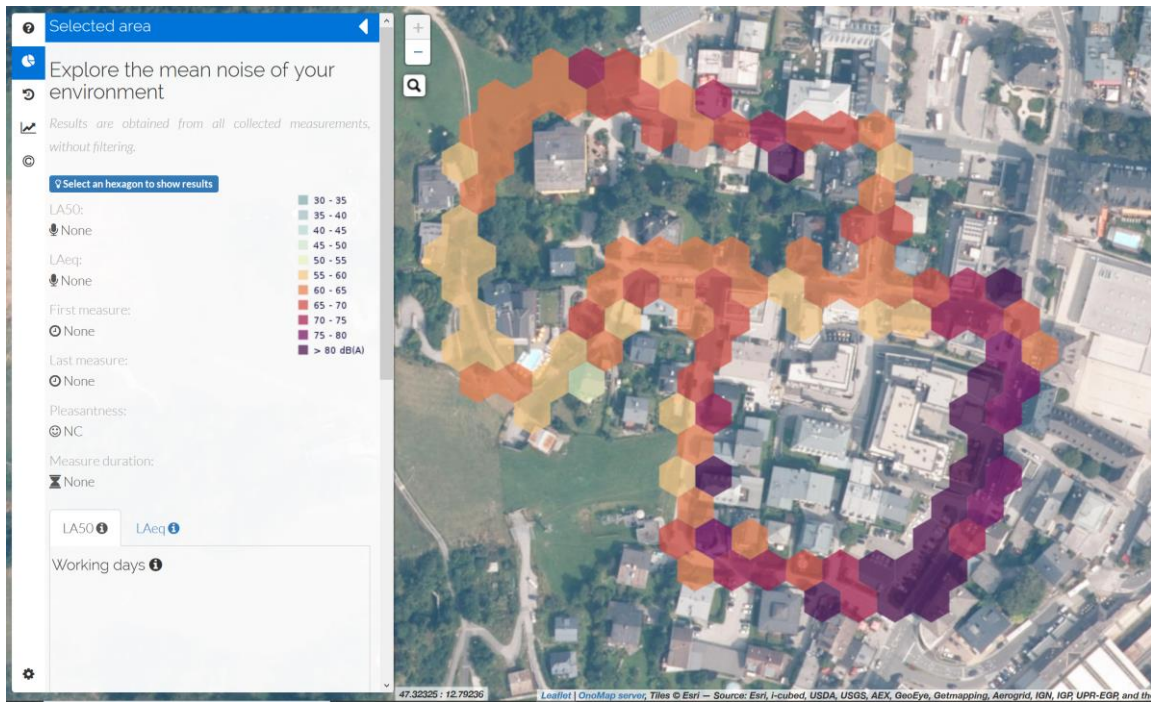 Selected area
Explore the mean noise of your
environment
Results are obtained from all collected measurements,
without filtering.
Select an hexagon to show results
LA50:
None
LAeq:
None
First measure:
None
Last measure:
None
Pleasantness:
NC
Measure duration:
None
LA50 LAeq
Working days
30 - 35
35 - 40
40 - 45
45 - 50
50 - 55
55 - 60
60 - 65
65 - 70
70 - 75
75 - 80
> 80 dB(A)
+
−
47.32325 : 12.79236
Leaflet | OnoMap server, Tiles © Esri — Source: Esri, i-cubed, USDA, USGS, AEX, GeoEye, Getmapping, Aerogrid, IGN, IGP, UPR-EGP, and the